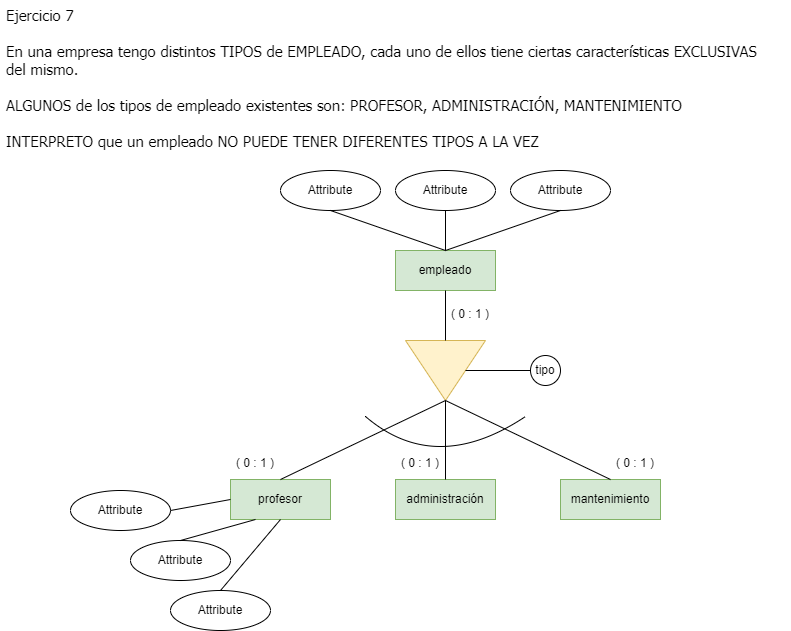 Ejercicio 7
En una empresa tengo distintos TIPOS de EMPLEADO, cada uno de ellos tiene ciertas características EXCLUSIVAS
del mismo.
ALGUNOS de los tipos de empleado existentes son: PROFESOR, ADMINISTRACIÓN, MANTENIMIENTO
INTERPRETO que un empleado NO PUEDE TENER DIFERENTES TIPOS A LA VEZ
Attribute
Attribute
Attribute
empleado
( 0 : 1 )
tipo
( 0 : 1 )
( 0 : 1 )
( 0 : 1 )
profesor
administración
mantenimiento
Attribute
Attribute
Attribute